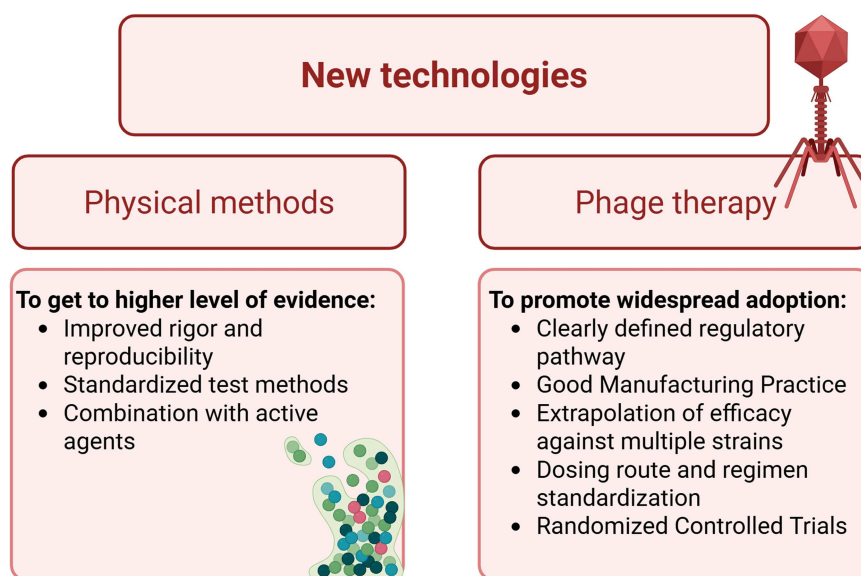 New technologies
Physical methods
Phage therapy
To get to higher level of evidence:
• Improved rigor and
reproducibility
• Standardized test methods
• Combination with active
agents
To promote widespread adoption:
• Clearly defined regulatory
pathway
• Good Manufacturing Practice
• Extrapolation of efficacy
against multiple strains
• Dosing route and regimen
standardization
• Randomized Controlled Trials